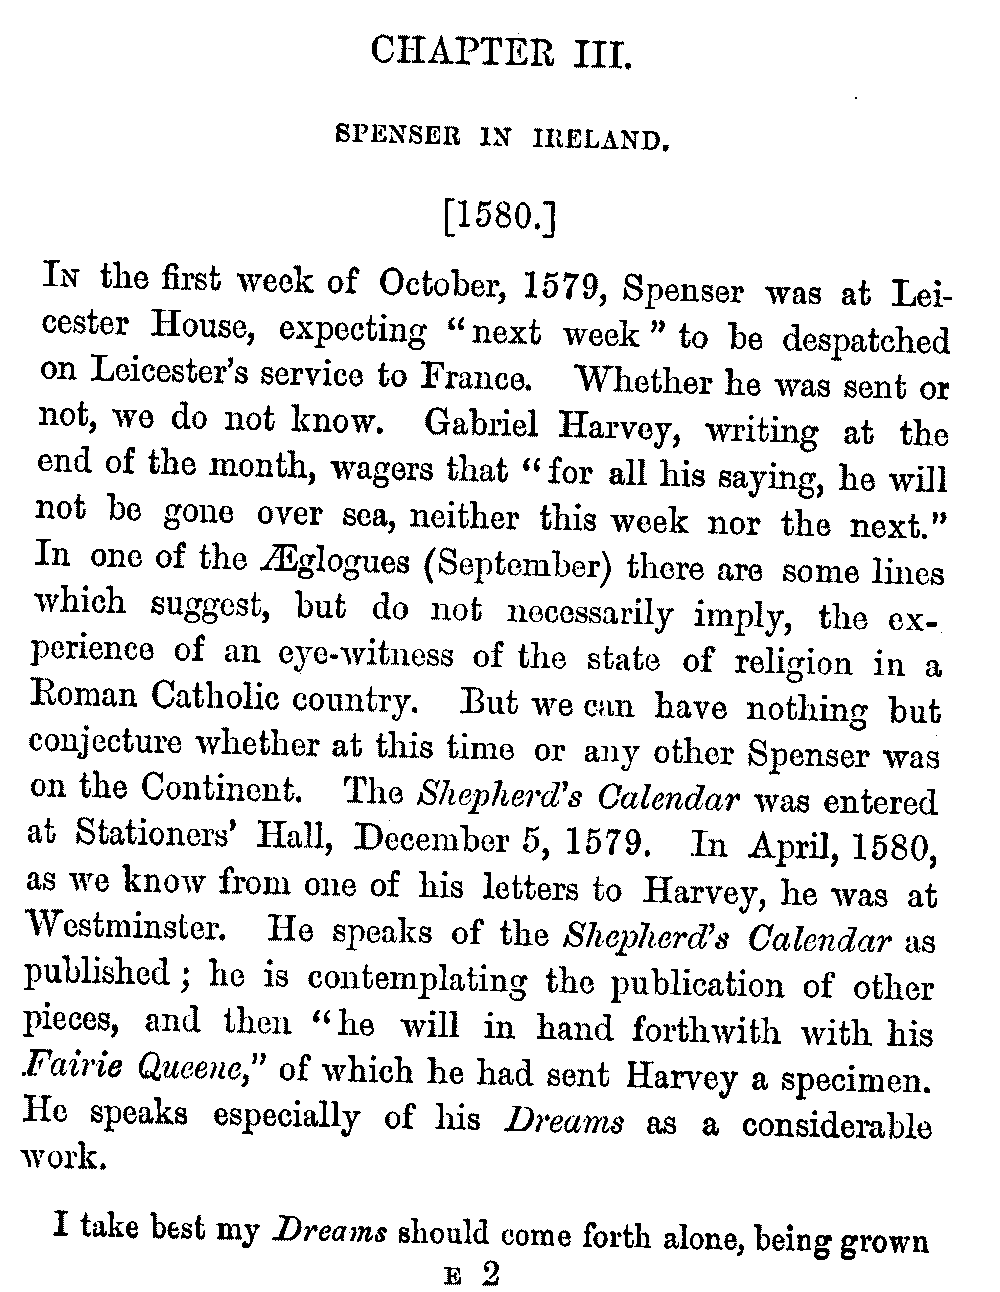 CHAPTER III.
SPENSER IN IRELAND.
[1580.]
IN the first week of October, 1579, Spenser was at Lei-
cester House, expecting “next week” to be despatched
on Leicester’s service to France. Whether he was sent or
not, we do not know. Gabriel Harvey, writing at the
end of the month, wagers that “for all his saying, he will
not be gone over sea, neither this week nor the next.”
In one of the Æglogues (September) there are some lines
which suggest, but do not necessarily imply, the ex-
perience of an eye-witness of the state of religion in a
Roman Catholic country. But we can have nothing but
conjecture whether at this time or any other Spenser was
on the Continent. The Shepherd’s Calendar was entered
at Stationers’ Hall, December 5, 1579. In April, 1580,
as we know from one of his letters to Harvey, he was at
Westminster. He speaks of the Shepherd’s Calendar as
published; he is contemplating the publication of other
pieces, and then “he will in hand forthwith with his
Fairie Queene,” of which he had sent Harvey a specimen.
He speaks especially of his Dreams as a considerable
work.
I take best my Dreams should come forth alone, being grown
E 2